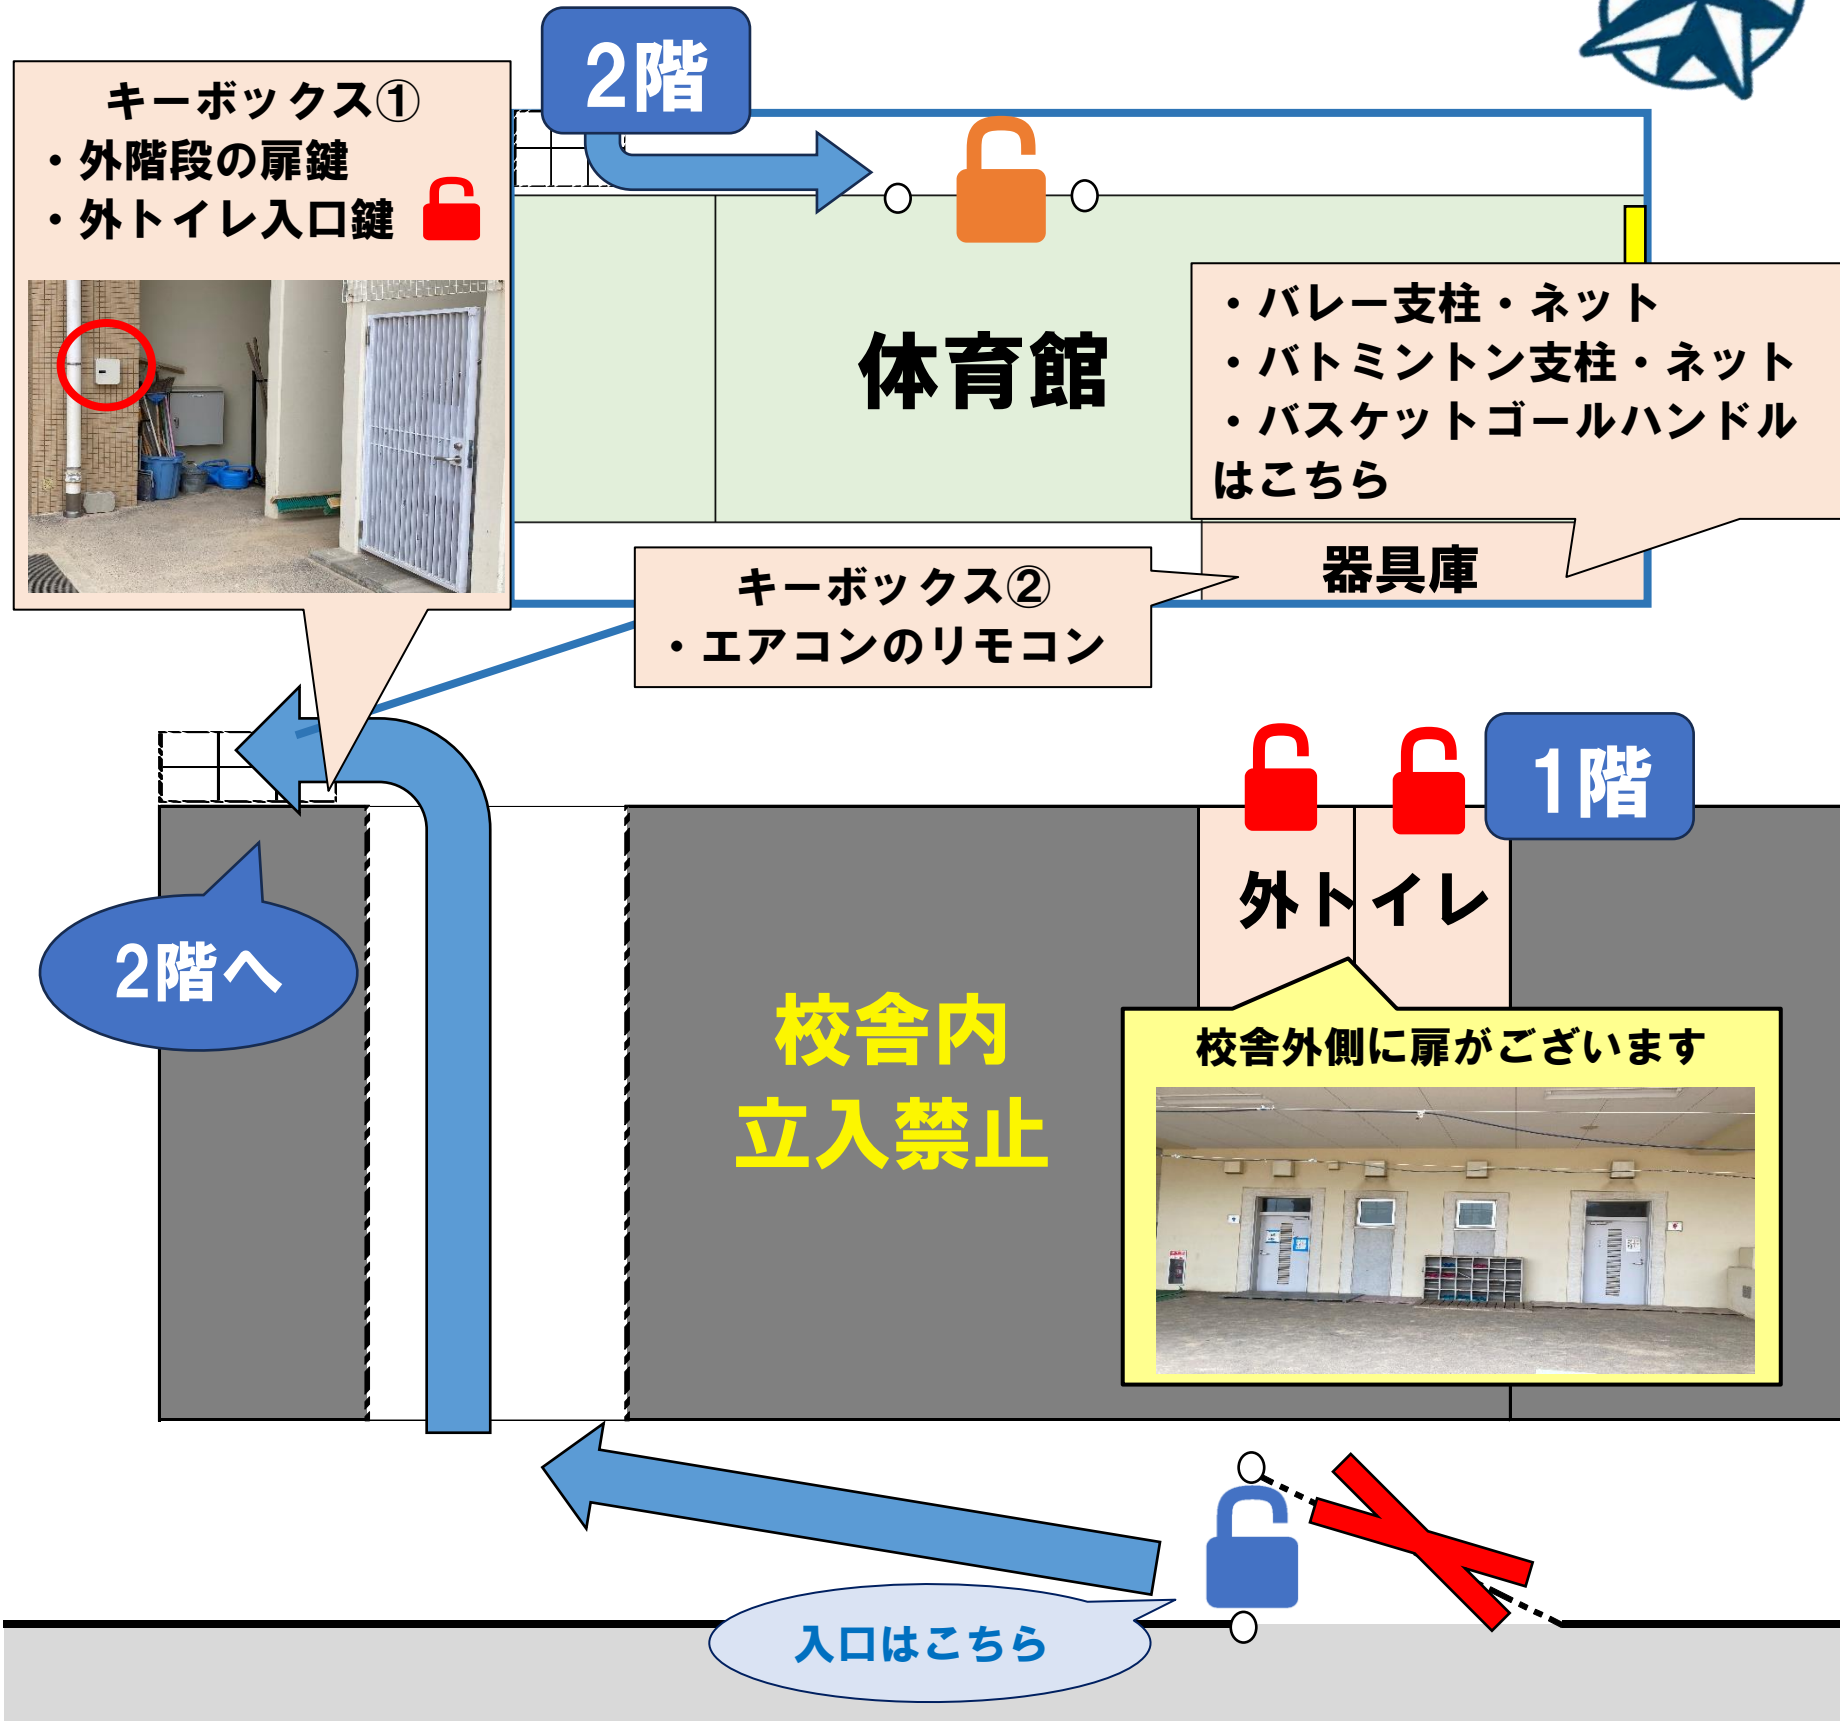 2階
キーボックス①
・外階段の扉鍵
・外トイレ入口鍵
体育館
・バレー支柱・ネット
・バトミントン支柱・ネット
・バスケットゴールハンドル
はこちら
器具庫
キーボックス②
・エアコンのリモコン
1階
外トイレ
2階へ
校舎内
立入禁止
校舎外側に扉がございます
入口はこちら